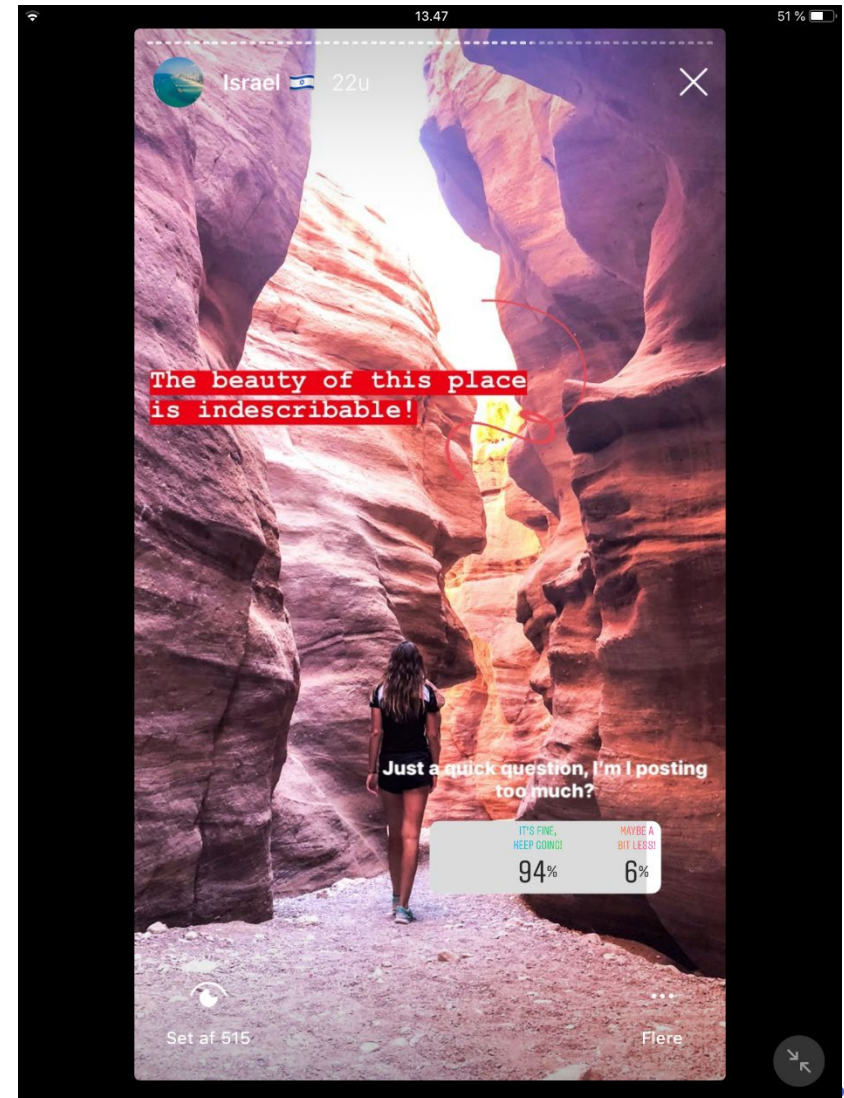 13.47
51 %
Israel 🇮🇱 22u
The beauty of this place
is indescribable!
Just a quick question, I'm I posting
too much?
IT'S FINE,
KEEP GOING!
94%
MAYBE A
BIT LESS!
6%
Set af 515
Flere